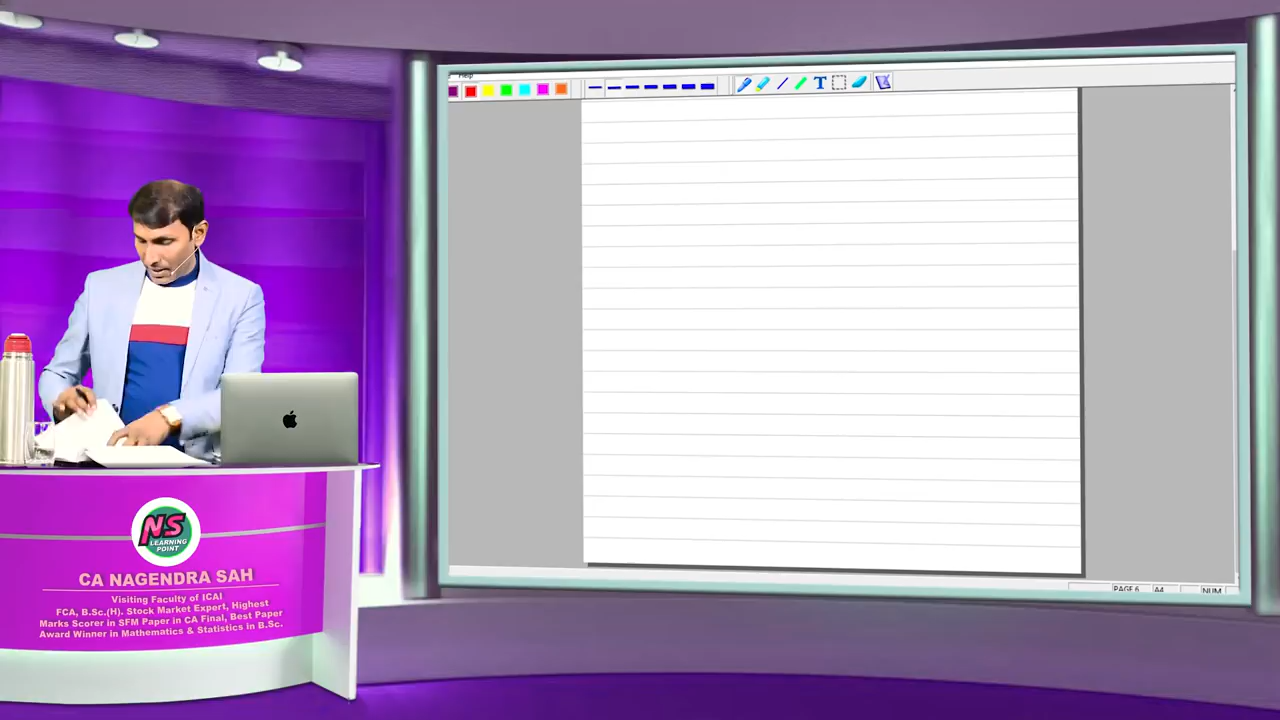 Help
T
PAGE 6 A4 NUM
NS
LEARNING
POINT
CA NAGENDRA SAH
Visiting Faculty of ICAI
FCA, B.Sc.(H). Stock Market Expert, Highest
Marks Scorer in SFM Paper in CA Final, Best Paper
Award Winner in Mathematics & Statistics in B.Sc.